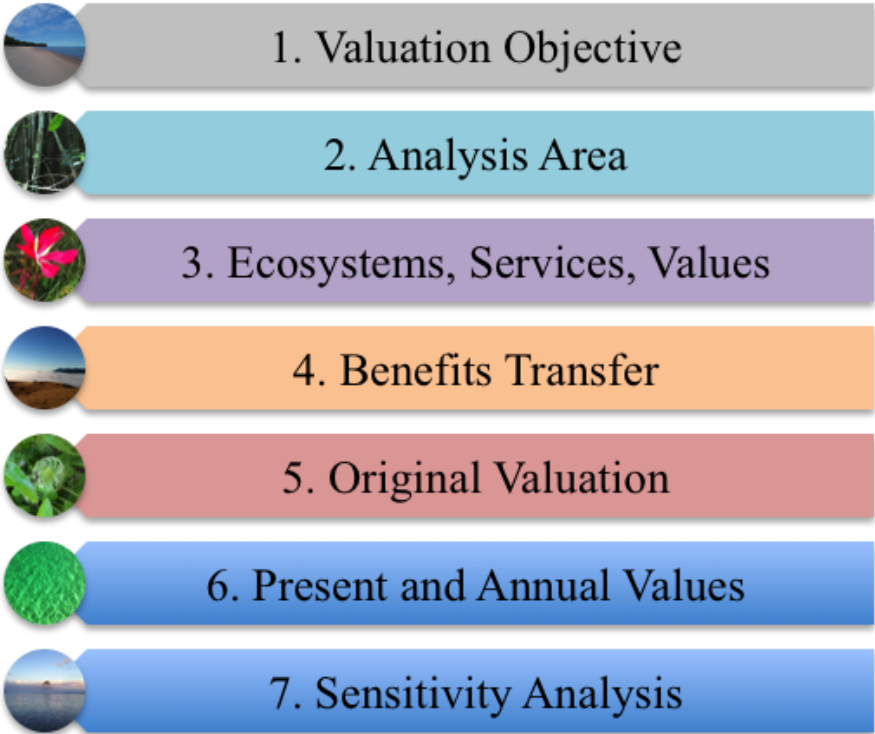 1. Valuation Objective
2. Analysis Area
3. Ecosystems, Services, Values
4. Benefits Transfer
5. Original Valuation
6. Present and Annual Values
7. Sensitivity Analysis